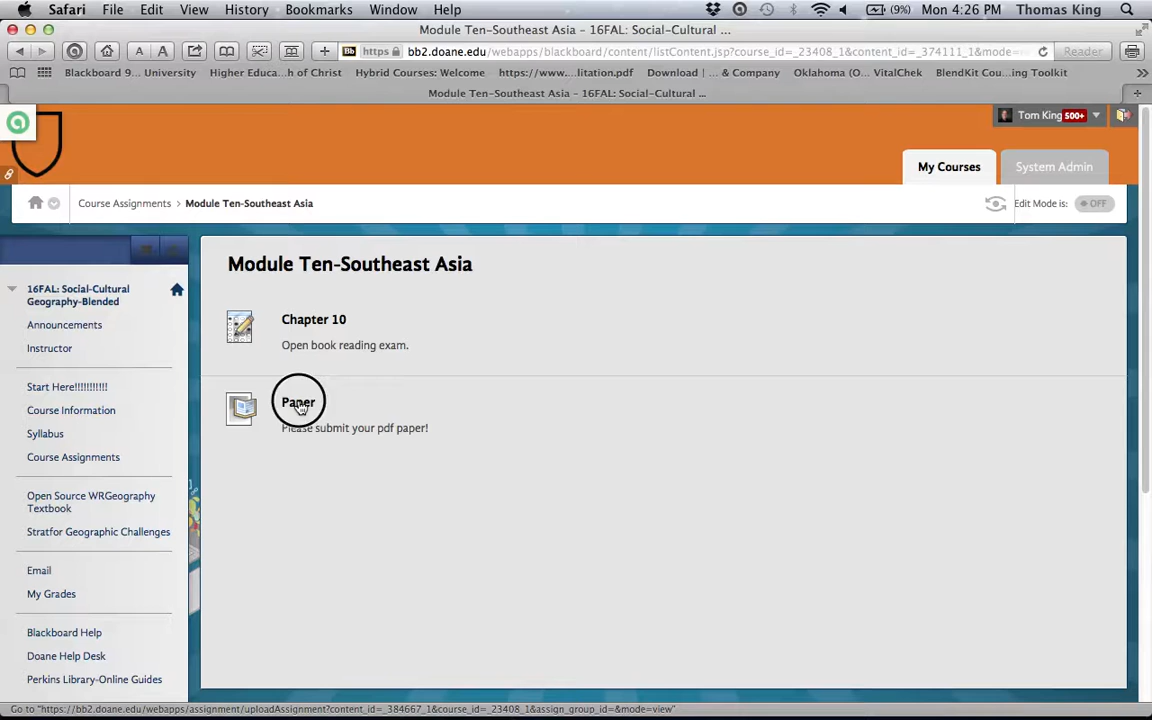 Safari File Edit View History Bookmarks Window Help (9%) Mon 4:26 PM Thomas King
Module Ten-Southeast Asia – 16FAL: Social-Cultural ...
A A https bb2.doane.edu/webapps/blackboard/content/listContent.jsp?course_id=_23408_1&content_id=_374111_1&mode=re Reader
Blackboard 9... University Higher Educa...h of Christ Hybrid Courses: Welcome https://www....litation.pdf Download | ... & Company Oklahoma (O... VitalChek BlendKit Cou...ing Toolkit
Module Ten-Southeast Asia – 16FAL: Social-Cultural ...
Tom King 500+
My Courses System Admin
Course Assignments Module Ten-Southeast Asia Edit Mode is: OFF
16FAL: Social-Cultural
Geography-Blended
Announcements
Instructor
Start Here!!!!!!!!!!!
Course Information
Syllabus
Course Assignments
Open Source WRGeography
Textbook
Stratfor Geographic Challenges
Email
My Grades
Blackboard Help
Doane Help Desk
Perkins Library-Online Guides
Module Ten-Southeast Asia
Chapter 10
Open book reading exam.
Paper
Please submit your pdf paper!
Go to "https://bb2.doane.edu/webapps/assignment/uploadAssignment?content_id=_384667_1&course_id=_23408_1&assign_group_id=&mode=view"